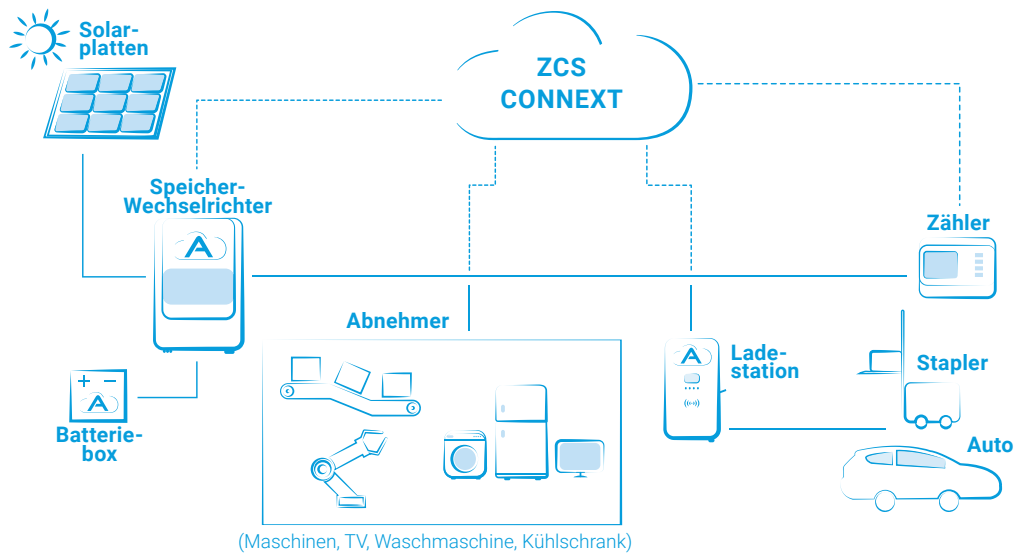 Solar-
platten
ZCS
CONNEXT
Speicher-
Wechselrichter
A
Zähler
Abnehmer
A
Lade-
station
Stapler
+ −
A
Batterie-
box
Auto
(Maschinen, TV, Waschmaschine, Kühlschrank)